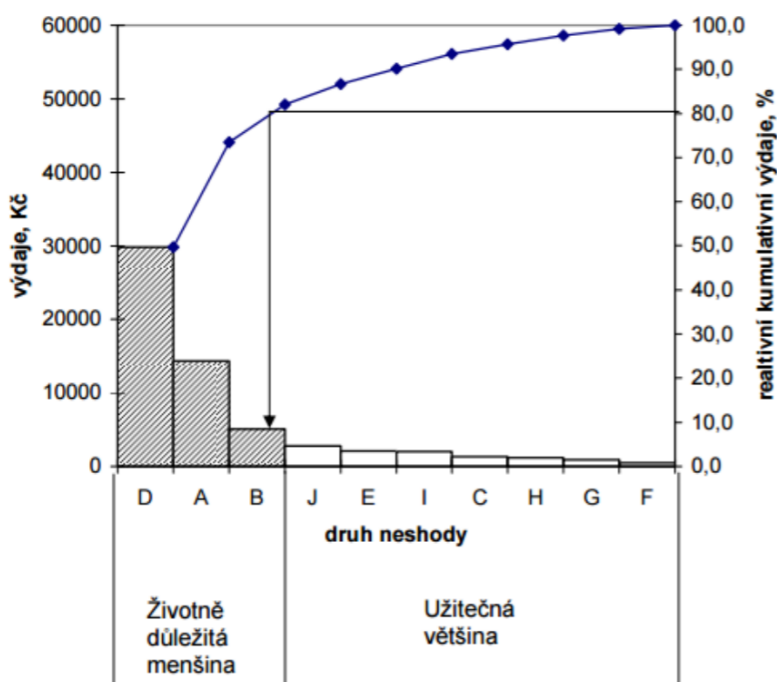 60000
50000
40000
30000
20000
10000
0
výdaje, Kč
100,0
90,0
80,0
70,0
60,0
50,0
40,0
30,0
20,0
10,0
0,0
realtivní kumulativní výdaje, %
D A B J E I C H G F
druh neshody
Životně
důležitá
menšina
Užitečná
většina